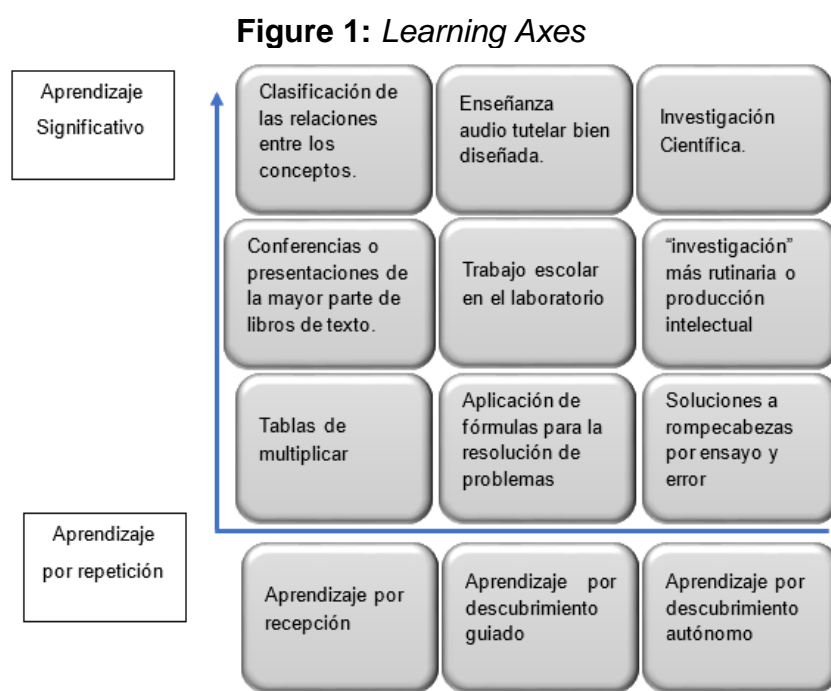 Figure 1: Learning Axes
Aprendizaje
Significativo
Clasificación de
las relaciones
entre los
conceptos.
Enseñanza
audio tutelar bien
diseñada.
Investigación
Científica.
Conferencias o
presentaciones de
la mayor parte de
libros de texto.
Trabajo escolar
en el laboratorio
“investigación”
más rutinaria o
producción
intelectual
Tablas de
multiplicar
Aplicación de
fórmulas para la
resolución de
problemas
Soluciones a
rompecabezas
por ensayo y
error
Aprendizaje
por repetición
Aprendizaje por
recepción
Aprendizaje por
descubrimiento
guiado
Aprendizaje por
descubrimiento
autónomo